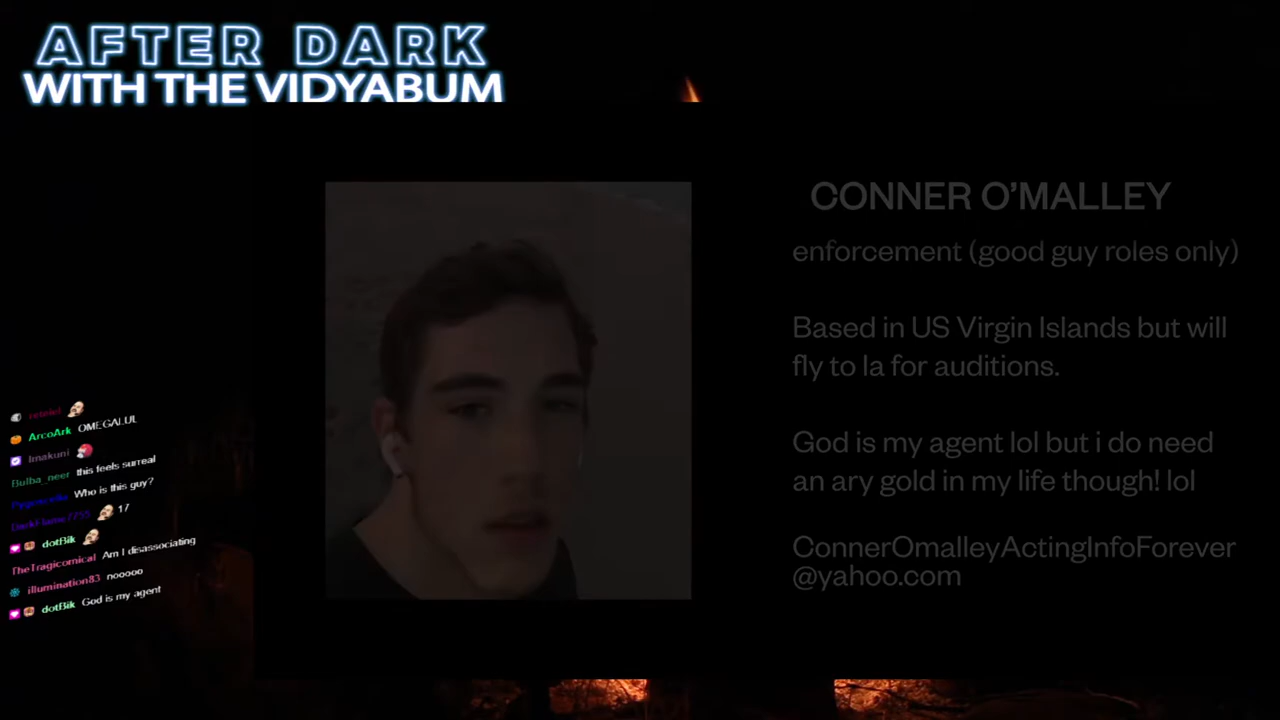 AFTER DARK
WITH THE VIDYABUM
CONNER O’MALLEY
enforcement (good guy roles only)
Based in US Virgin Islands but will
fly to la for auditions.
God is my agent lol but i do need
an ary gold in my life though! lol
ConnerOmalleyActingInfoForever
@yahoo.com
ArcoArk OMEGALUL
Imakuni
Bulba_neer this feels surreal
Who is this guy?
DarkFlame7255 17
dotBik
TheTragicomical Am I disassociating
illumination83 nooooo
dotBik God is my agent